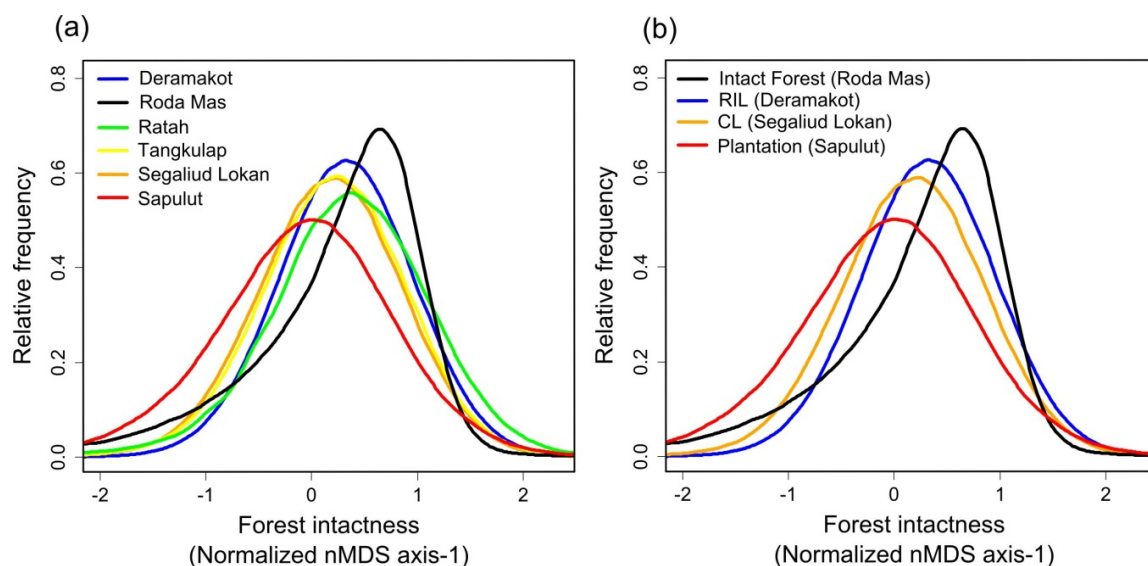 (a)
Deramakot
Roda Mas
Ratah
Tangkulap
Segaliud Lokan
Sapulut
Relative frequency
0.8
0.6
0.4
0.2
0.0
-2 -1 0 1 2
Forest intactness
(Normalized nMDS axis-1)
(b)
Intact Forest (Roda Mas)
RIL (Deramakot)
CL (Segaliud Lokan)
Plantation (Sapulut)
Relative frequency
0.8
0.6
0.4
0.2
0.0
-2 -1 0 1 2
Forest intactness
(Normalized nMDS axis-1)